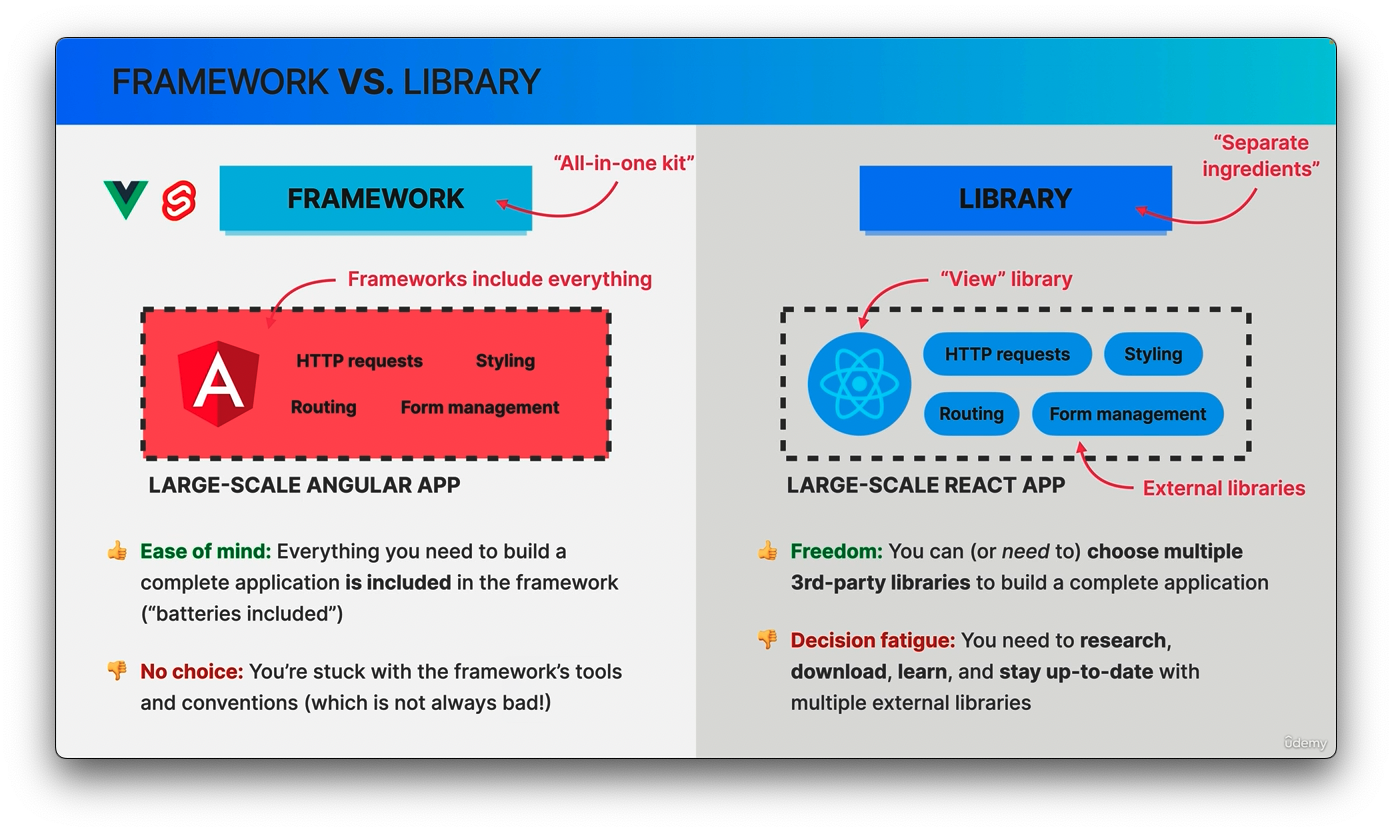 FRAMEWORK VS. LIBRARY
“All-in-one kit”
FRAMEWORK
Frameworks include everything
A
HTTP requests Styling
Routing Form management
LARGE-SCALE ANGULAR APP
👍 Ease of mind: Everything you need to build a
complete application is included in the framework
(“batteries included”)
👎 No choice: You’re stuck with the framework’s tools
and conventions (which is not always bad!)
“Separate
ingredients”
LIBRARY
“View” library
HTTP requests Styling
Routing Form management
LARGE-SCALE REACT APP
External libraries
👍 Freedom: You can (or need to) choose multiple
3rd-party libraries to build a complete application
👎 Decision fatigue: You need to research,
download, learn, and stay up-to-date with
multiple external libraries
ûdemy